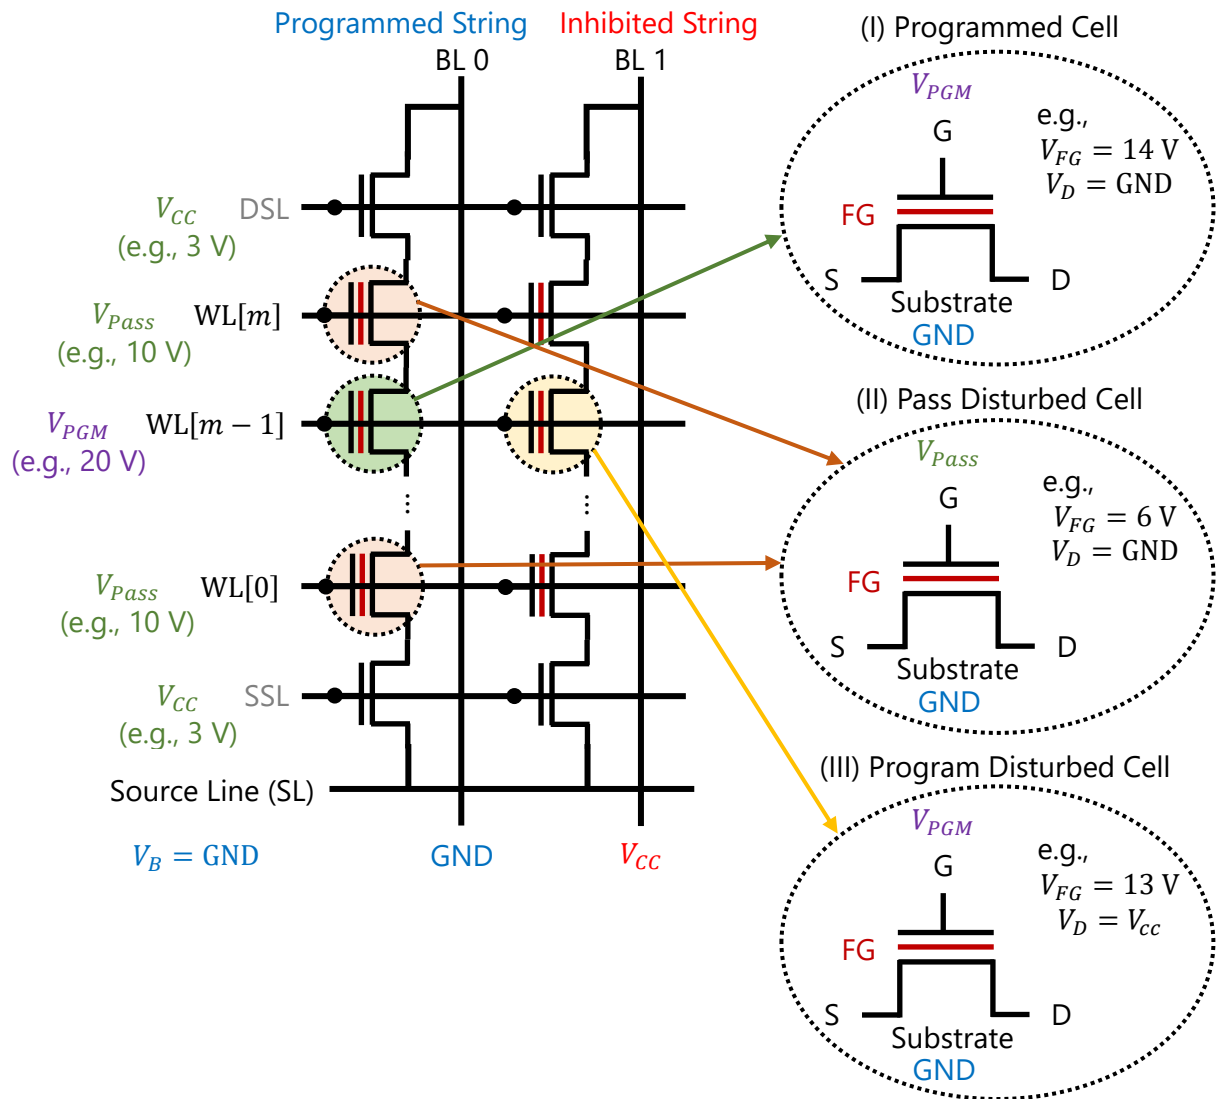 Programmed String
Inhibited String
BL 0
BL 1
V_CC
(e.g., 3 V)
DSL
V_Pass
(e.g., 10 V)
WL[m]
V_PGM
(e.g., 20 V)
WL[m − 1]
...
...
V_Pass
(e.g., 10 V)
WL[0]
V_CC
(e.g., 3 V)
SSL
Source Line (SL)
V_B = GND
GND
V_CC
(I) Programmed Cell
V_PGM
G
e.g.,
V_FG = 14 V
V_D = GND
FG
S
D
Substrate
GND
(II) Pass Disturbed Cell
V_Pass
G
e.g.,
V_FG = 6 V
V_D = GND
FG
S
D
Substrate
GND
(III) Program Disturbed Cell
V_PGM
G
e.g.,
V_FG = 13 V
V_D = V_cc
FG
S
D
Substrate
GND